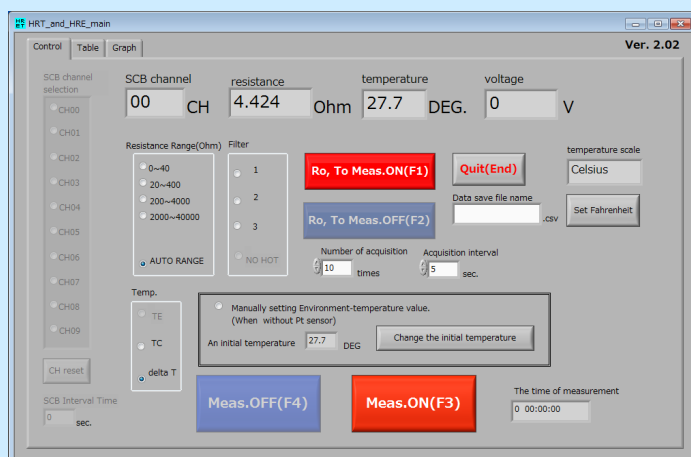 HR
ET
HRT_and_HRE_main
Control
Table
Graph
Ver. 2.02
SCB channel
selection
CH00
CH01
CH02
CH03
CH04
CH05
CH06
CH07
CH08
CH09
CH reset
SCB Interval Time
0
sec.
SCB channel
00
CH
resistance
4.424
Ohm
temperature
27.7
DEG.
voltage
0
V
Resistance Range(Ohm)
0~40
20~400
200~4000
2000~40000
AUTO RANGE
Filter
1
2
3
NO HOT
Ro, To Meas.ON(F1)
Ro, To Meas.OFF(F2)
Quit(End)
Data save file name
.csv
temperature scale
Celsius
Set Fahrenheit
Number of acquisition
10
times
Acquisition interval
5
sec.
Temp.
TE
TC
delta T
Manually setting Environment-temperature value.
(When without Pt sensor)
An initial temperature
27.7
DEG
Change the initial temperature
Meas.OFF(F4)
Meas.ON(F3)
The time of measurement
0 00:00:00